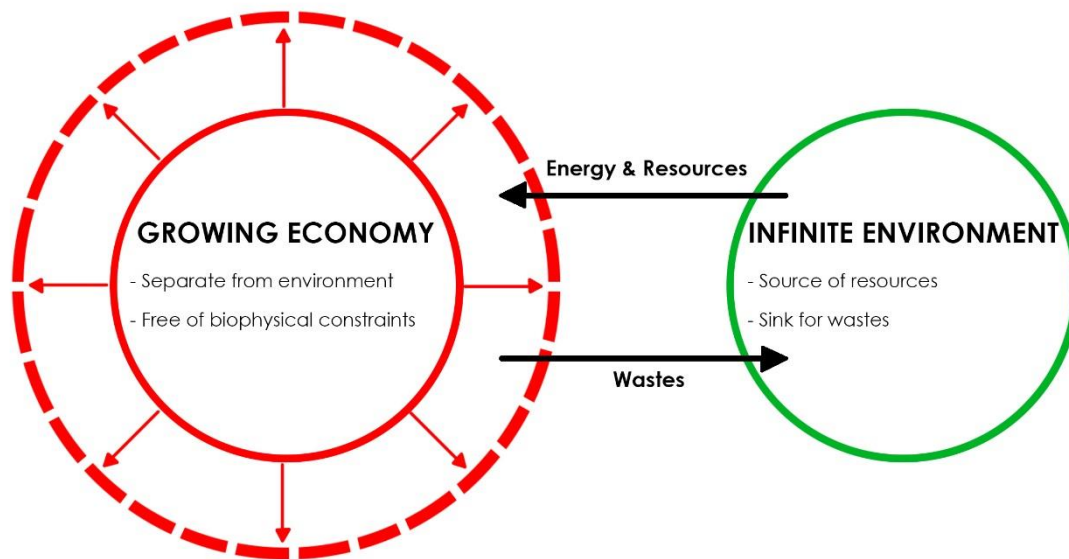 GROWING ECONOMY
- Separate from environment
- Free of biophysical constraints
Energy & Resources
Wastes
INFINITE ENVIRONMENT
- Source of resources
- Sink for wastes